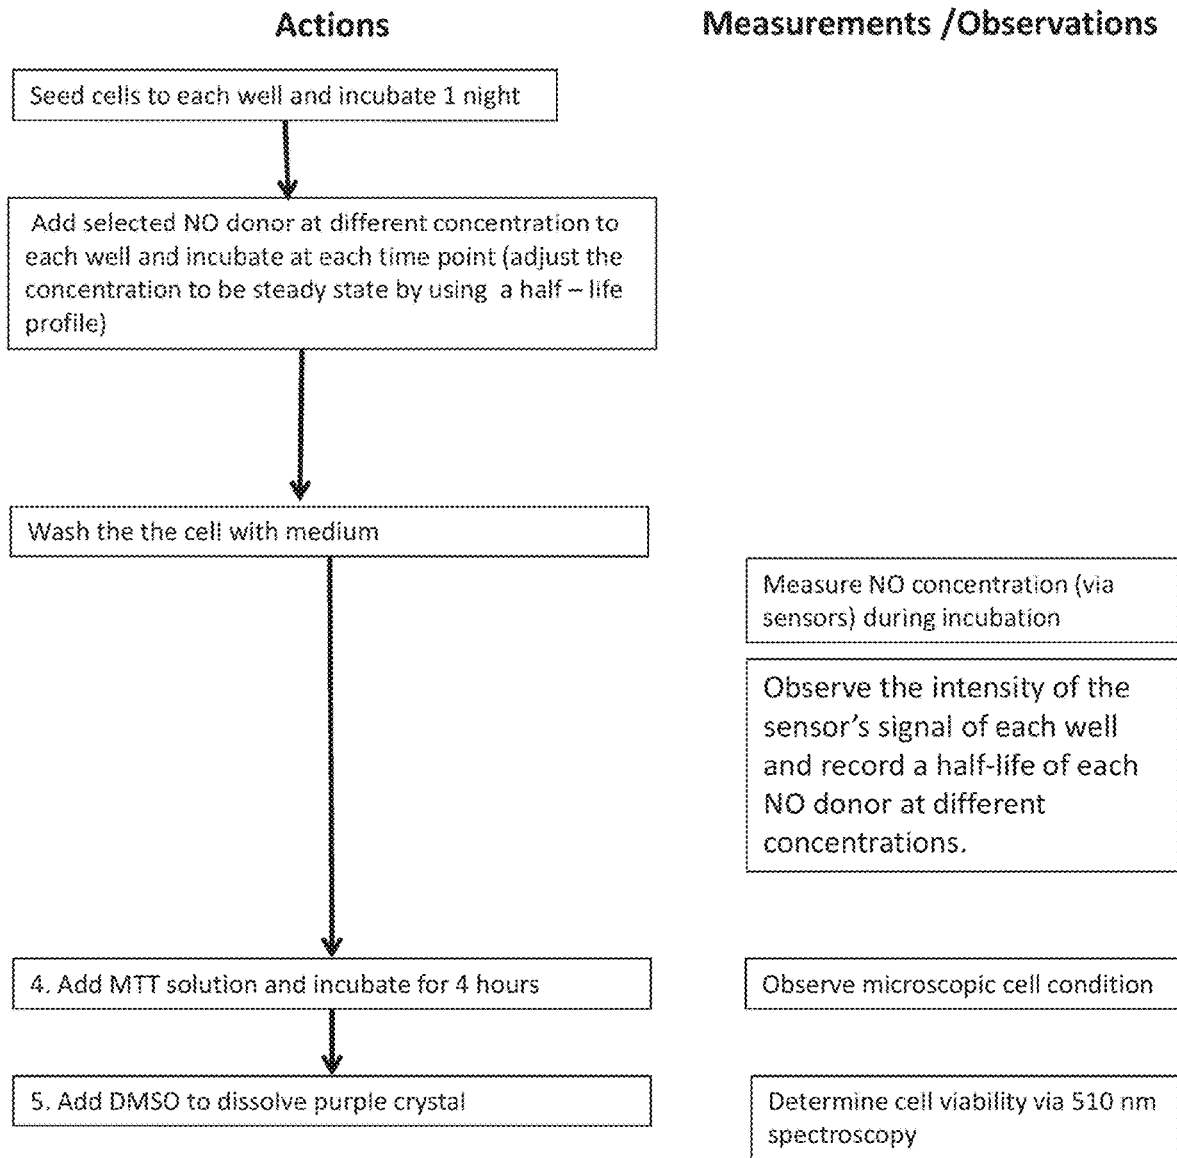 Actions
Measurements /Observations
Seed cells to each well and incubate 1 night
Add selected NO donor at different concentration to
each well and incubate at each time point (adjust the
concentration to be steady state by using a half – life
profile)
Wash the the cell with medium
Measure NO concentration (via
sensors) during incubation
Observe the intensity of the
sensor's signal of each well
and record a half-life of each
NO donor at different
concentrations.
4. Add MTT solution and incubate for 4 hours
Observe microscopic cell condition
5. Add DMSO to dissolve purple crystal
Determine cell viability via 510 nm
spectroscopy